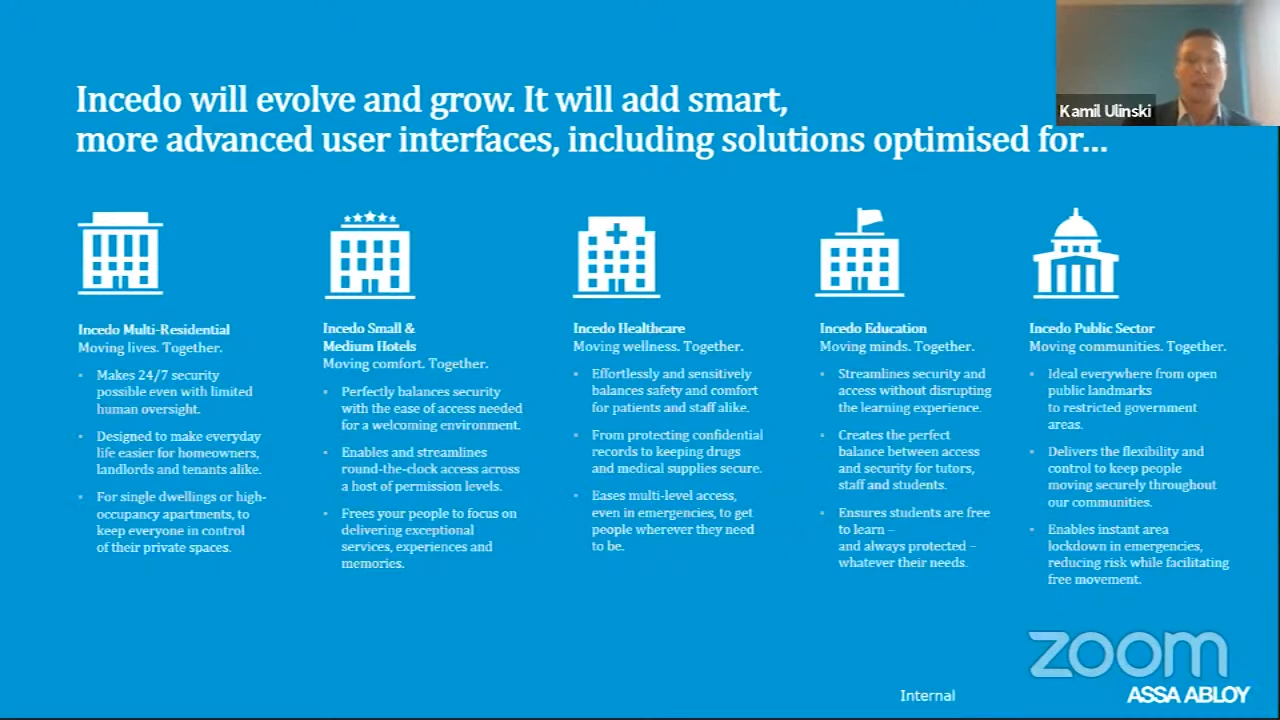 Incedo will evolve and grow. It will add smart,
more advanced user interfaces, including solutions optimised for...
Kamil Ulinski
Incedo Multi-Residential
Moving lives. Together.
• Makes 24/7 security
possible even with limited
human oversight.
• Designed to make everyday
life easier for homeowners,
landlords and tenants alike.
• For single dwellings or high-
occupancy apartments, to
keep everyone in control
of their private spaces.
Incedo Small &
Medium Hotels
Moving comfort. Together.
• Perfectly balances security
with the ease of access needed
for a welcoming environment.
• Enables and streamlines
round-the-clock access across
a host of permission levels.
• Frees your people to focus on
delivering exceptional
services, experiences and
memories.
Incedo Healthcare
Moving wellness. Together.
• Effortlessly and sensitively
balances safety and comfort
for patients and staff alike.
• From protecting confidential
records to keeping drugs
and medical supplies secure.
• Eases multi-level access,
even in emergencies, to get
people wherever they need
to be.
Incedo Education
Moving minds. Together.
• Streamlines security and
access without disrupting
the learning experience.
• Creates the perfect
balance between access
and security for tutors,
staff and students.
• Ensures students are free
to learn –
and always protected –
whatever their needs.
Incedo Public Sector
Moving communities. Together.
• Ideal everywhere from open
public landmarks
to restricted government
areas.
• Delivers the flexibility and
control to keep people
moving securely throughout
our communities.
• Enables instant area
lockdown in emergencies,
reducing risk while facilitating
free movement.
zoom
Internal
ASSA ABLOY